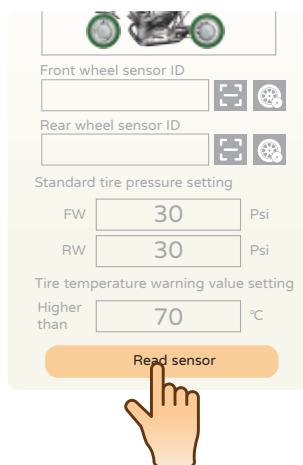 Front wheel sensor ID
Rear wheel sensor ID
Standard tire pressure setting
FW 30 Psi
RW 30 Psi
Tire temperature warning value setting
Higher than 70 °C
Read sensor